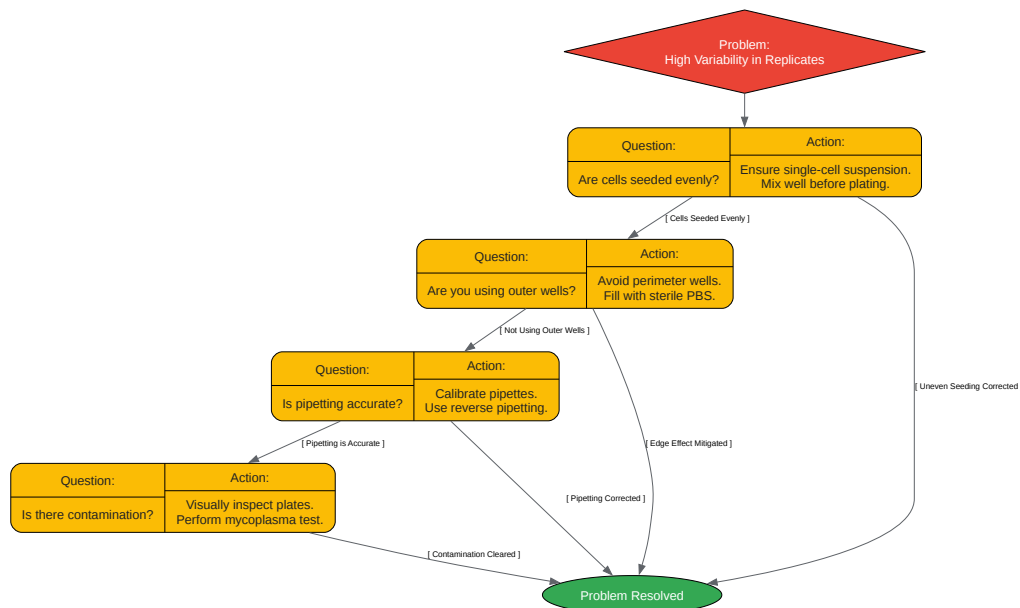 Problem:
High Variability in Replicates
Question:
Are cells seeded evenly?
Action:
Ensure single-cell suspension.
Mix well before plating.
[ Cells Seeded Evenly ]
Question:
Are you using outer wells?
Action:
Avoid perimeter wells.
Fill with sterile PBS.
[ Not Using Outer Wells ]
Question:
Is pipetting accurate?
Action:
Calibrate pipettes.
Use reverse pipetting.
[ Uneven Seeding Corrected
[ Pipetting is Accurate ]
[ Edge Effect Mitigated ]
Question:
Is there contamination?
Action:
Visually inspect plates.
Perform mycoplasma test.
[ Pipetting Corrected ]
[ Contamination Cleared ]
Problem Resolved